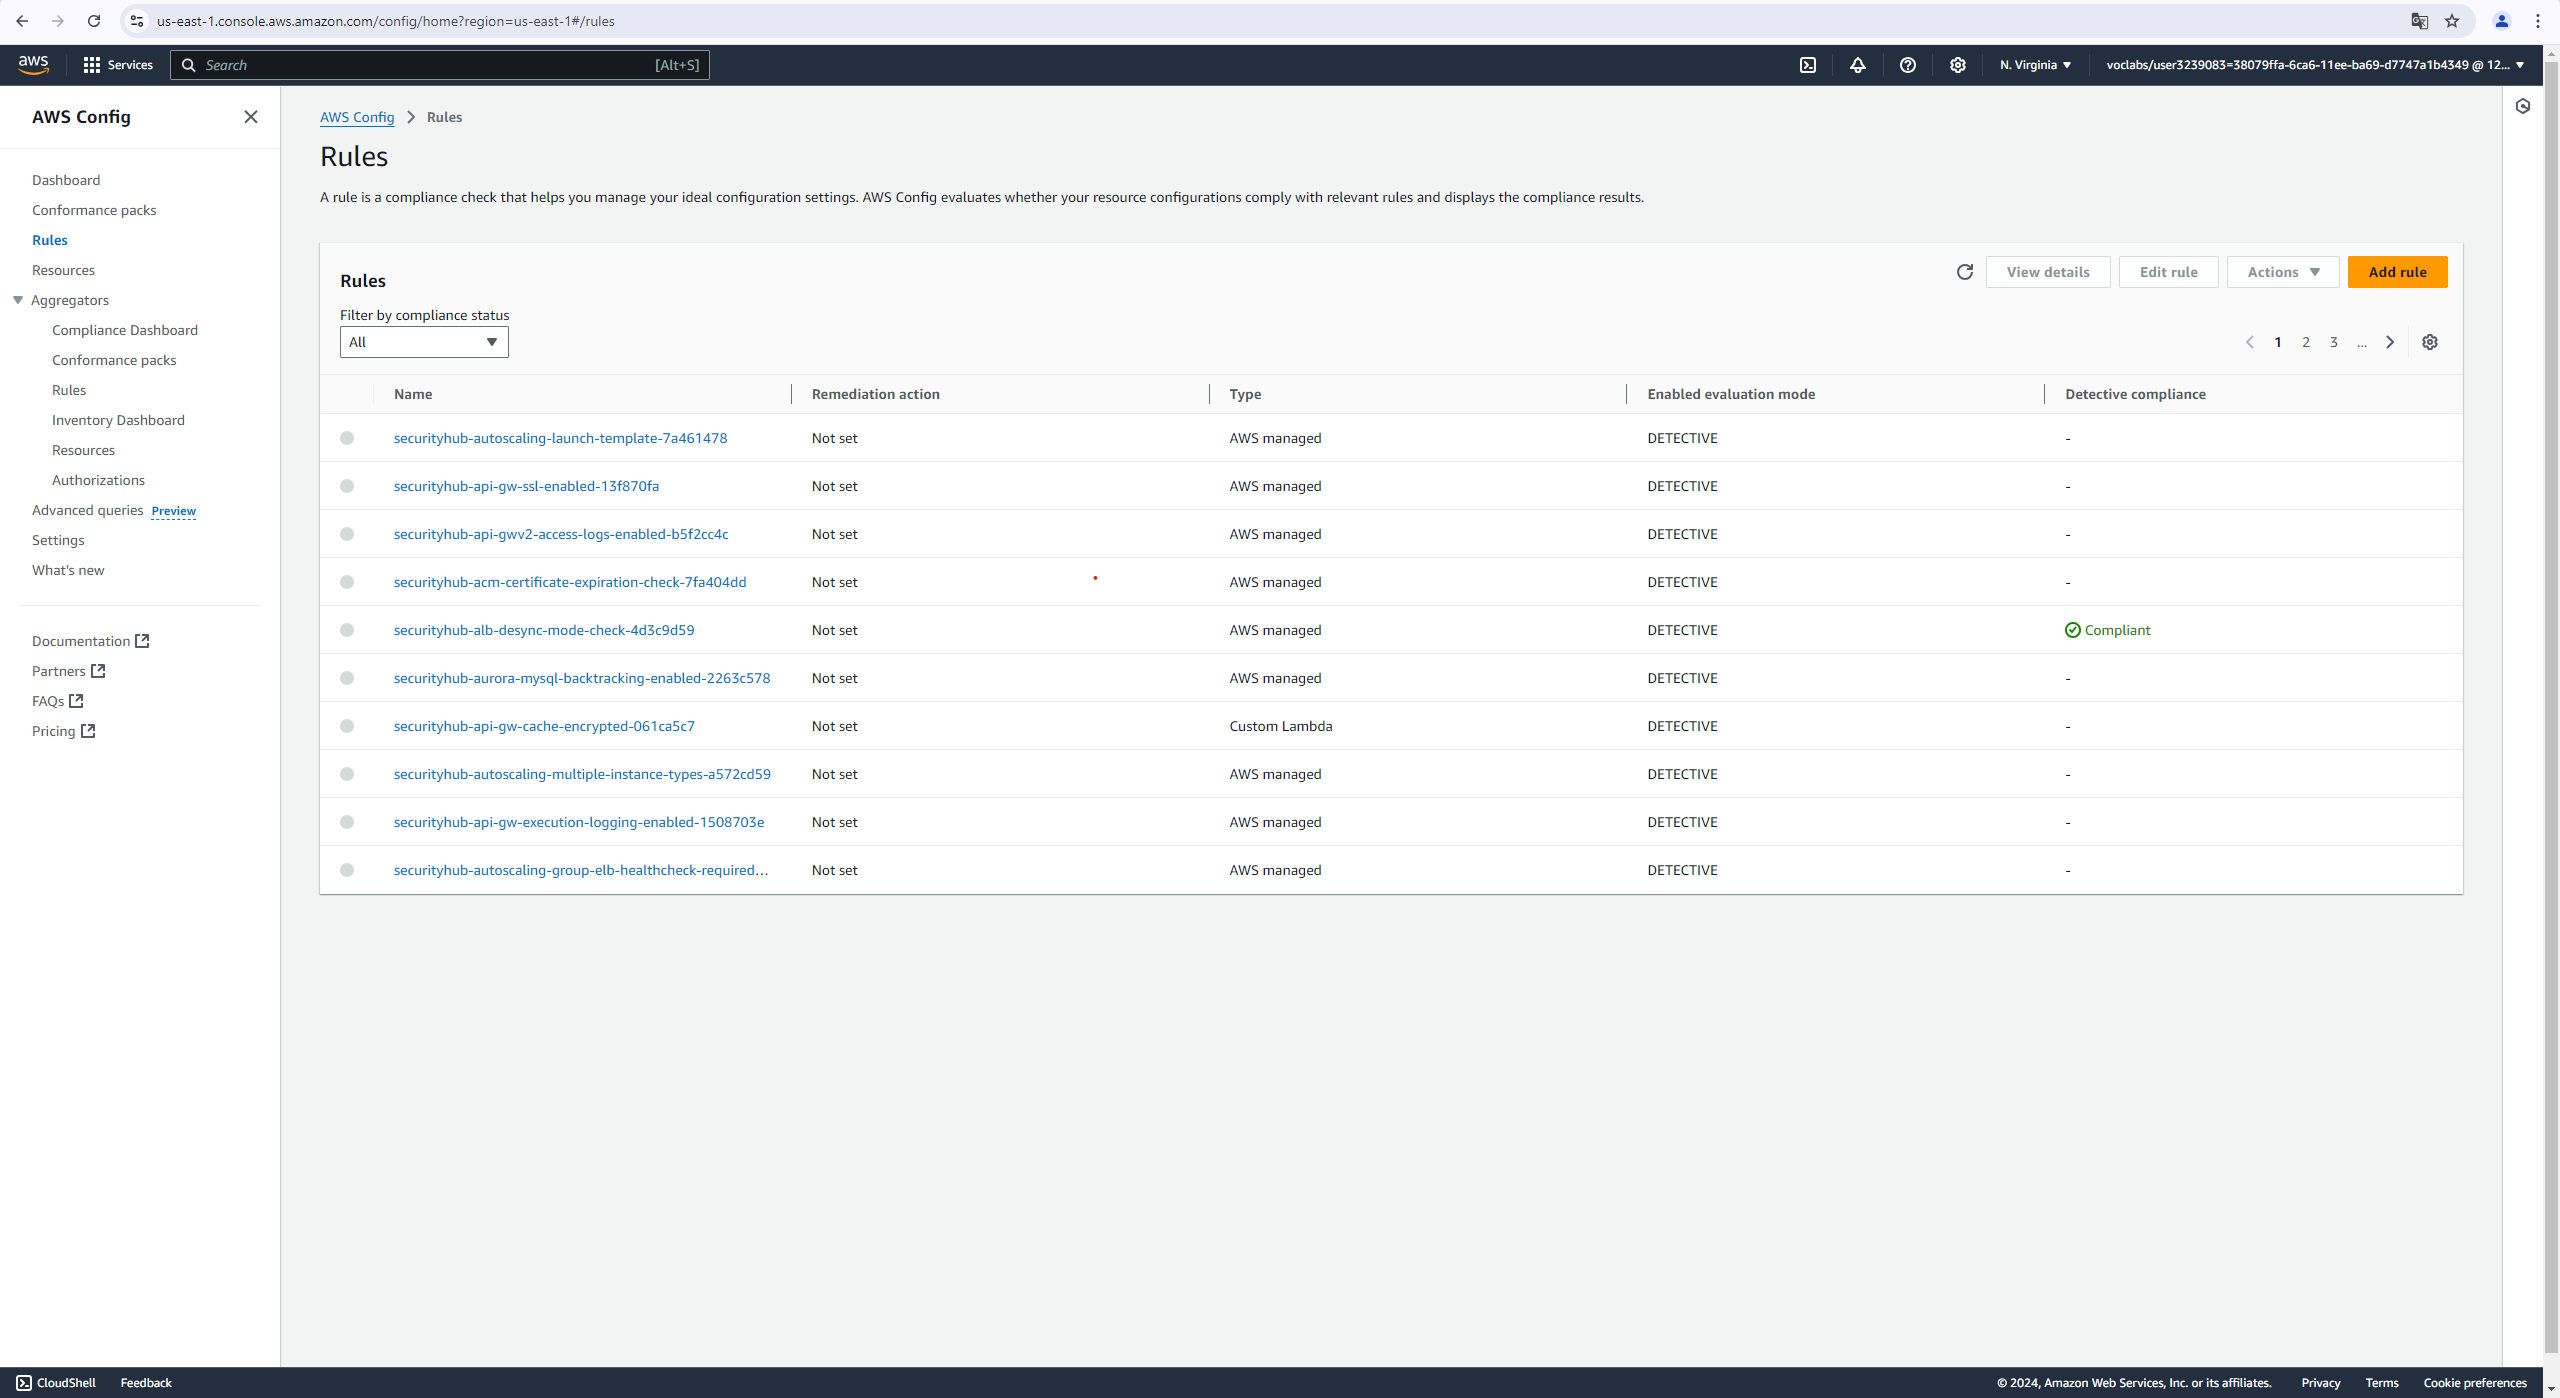 us-east-1.console.aws.amazon.com/config/home?region=us-east-1#/rules
aws Services Search [Alt+S] N. Virginia voclabs/user3239083=38079ffa-6ca6-11ee-ba69-d7747a1b4349 @ 12...
AWS Config
Dashboard
Conformance packs
Rules
Resources
Aggregators
Compliance Dashboard
Conformance packs
Rules
Inventory Dashboard
Resources
Authorizations
Advanced queries Preview
Settings
What's new
Documentation
Partners
FAQs
Pricing
AWS Config Rules
Rules
A rule is a compliance check that helps you manage your ideal configuration settings. AWS Config evaluates whether your resource configurations comply with relevant rules and displays the compliance results.
Rules View details Edit rule Actions Add rule
Filter by compliance status
All 1 2 3 ...
Name Remediation action Type Enabled evaluation mode Detective compliance
securityhub-autoscaling-launch-template-7a461478 Not set AWS managed DETECTIVE -
securityhub-api-gw-ssl-enabled-13f870fa Not set AWS managed DETECTIVE -
securityhub-api-gwv2-access-logs-enabled-b5f2cc4c Not set AWS managed DETECTIVE -
securityhub-acm-certificate-expiration-check-7fa404dd Not set AWS managed DETECTIVE -
securityhub-alb-desync-mode-check-4d3c9d59 Not set AWS managed DETECTIVE Compliant
securityhub-aurora-mysql-backtracking-enabled-2263c578 Not set AWS managed DETECTIVE -
securityhub-api-gw-cache-encrypted-061ca5c7 Not set Custom Lambda DETECTIVE -
securityhub-autoscaling-multiple-instance-types-a572cd59 Not set AWS managed DETECTIVE -
securityhub-api-gw-execution-logging-enabled-1508703e Not set AWS managed DETECTIVE -
securityhub-autoscaling-group-elb-healthcheck-required... Not set AWS managed DETECTIVE -
CloudShell Feedback © 2024, Amazon Web Services, Inc. or its affiliates. Privacy Terms Cookie preferences